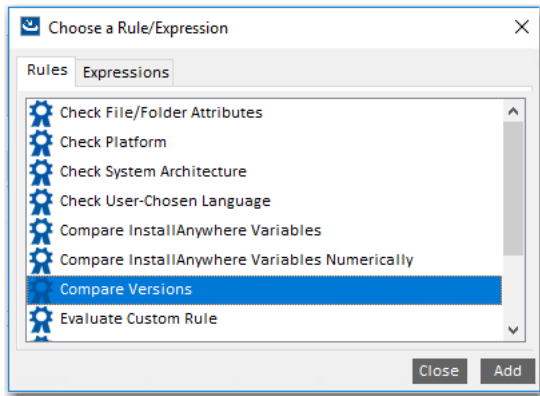 Choose a Rule/Expression
Rules Expressions
Check File/Folder Attributes
Check Platform
Check System Architecture
Check User-Chosen Language
Compare InstallAnywhere Variables
Compare InstallAnywhere Variables Numerically
Compare Versions
Evaluate Custom Rule
Close Add